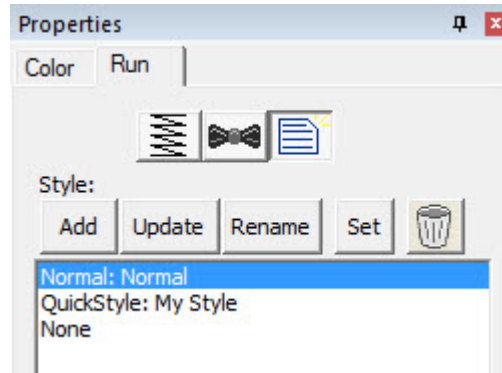 Properties
Color Run
Style:
Add Update Rename Set
Normal: Normal
QuickStyle: My Style
None